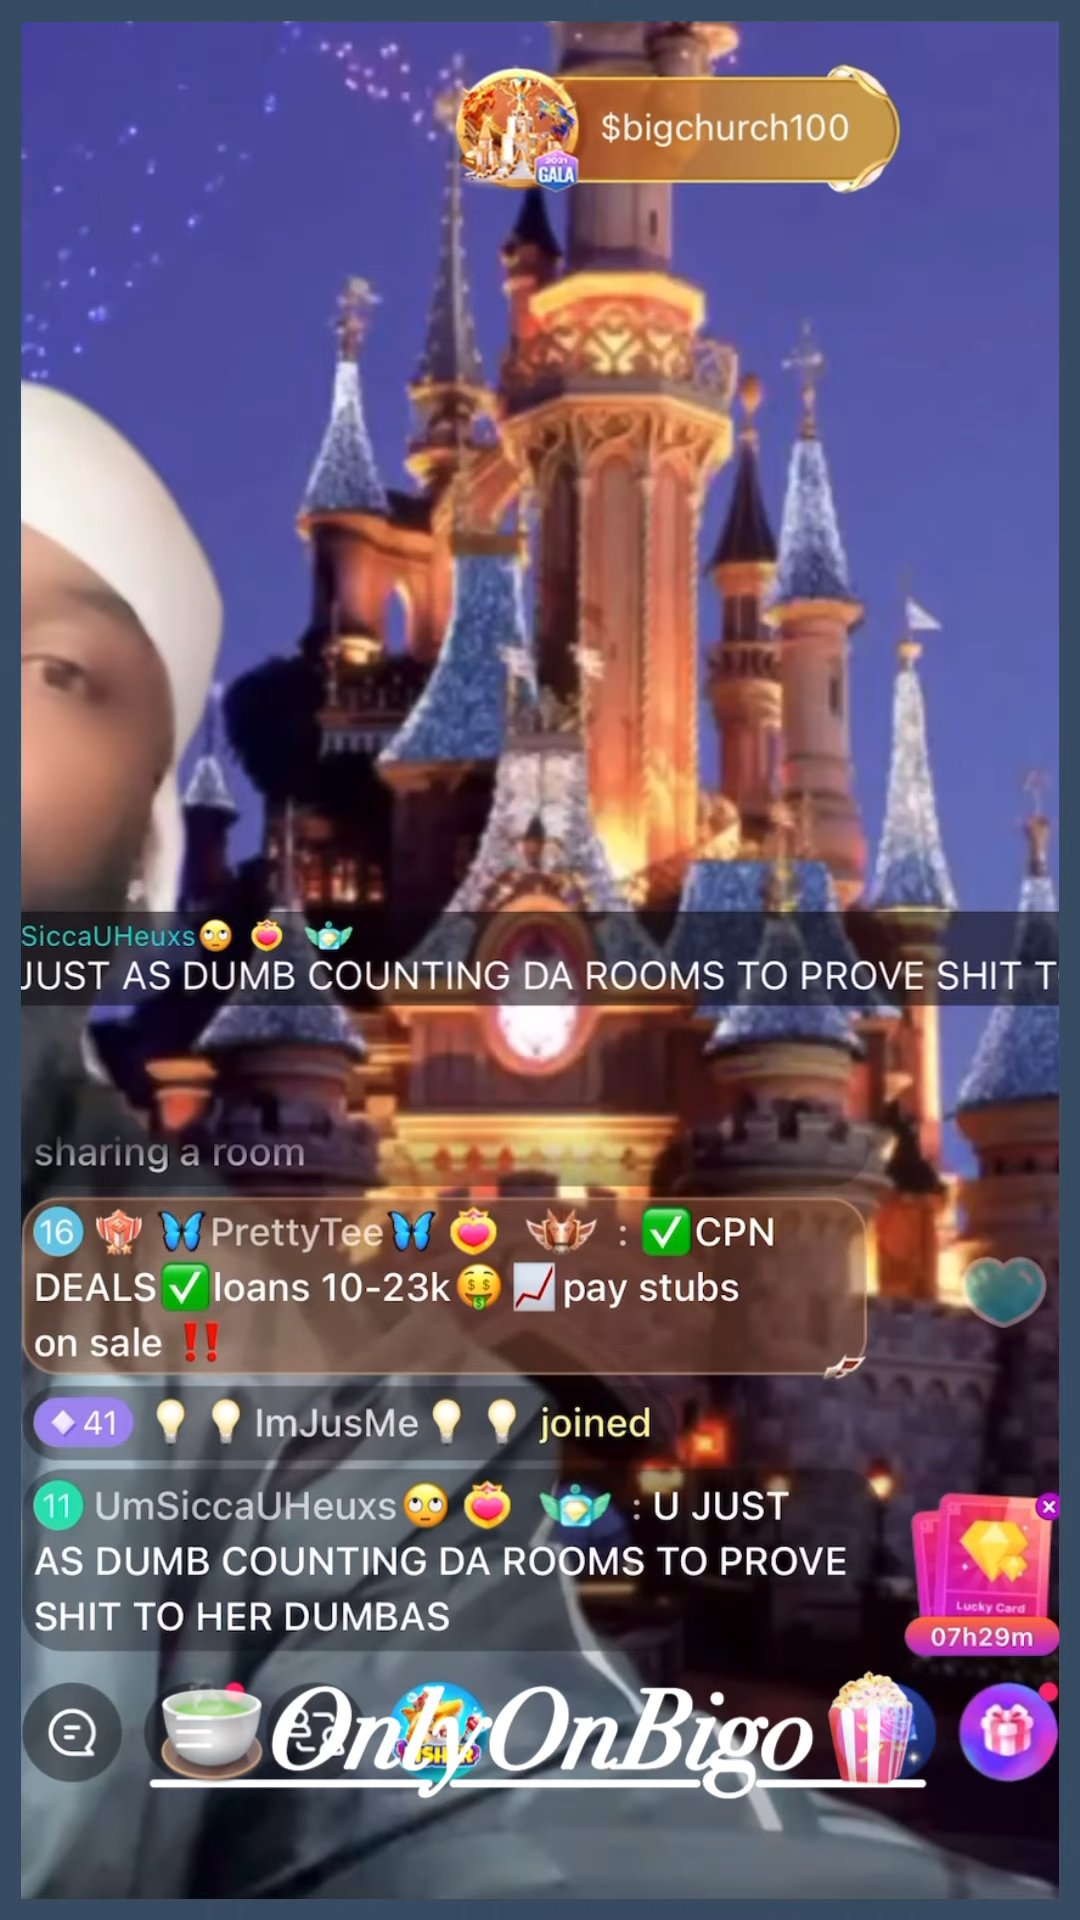 $bigchurch100
2021
GALA
SiccaUHeuxs🙄
JUST AS DUMB COUNTING DA ROOMS TO PROVE SHIT T
sharing a room
16 🦋PrettyTee🦋 : ✅CPN
DEALS✅loans 10-23k🤑📈pay stubs
on sale ‼️
41 💡💡ImJusMe💡💡 joined
11 UmSiccaUHeuxs🙄 : U JUST
AS DUMB COUNTING DA ROOMS TO PROVE
SHIT TO HER DUMBAS
Lucky Card
07h29m
OnlyOnBigo